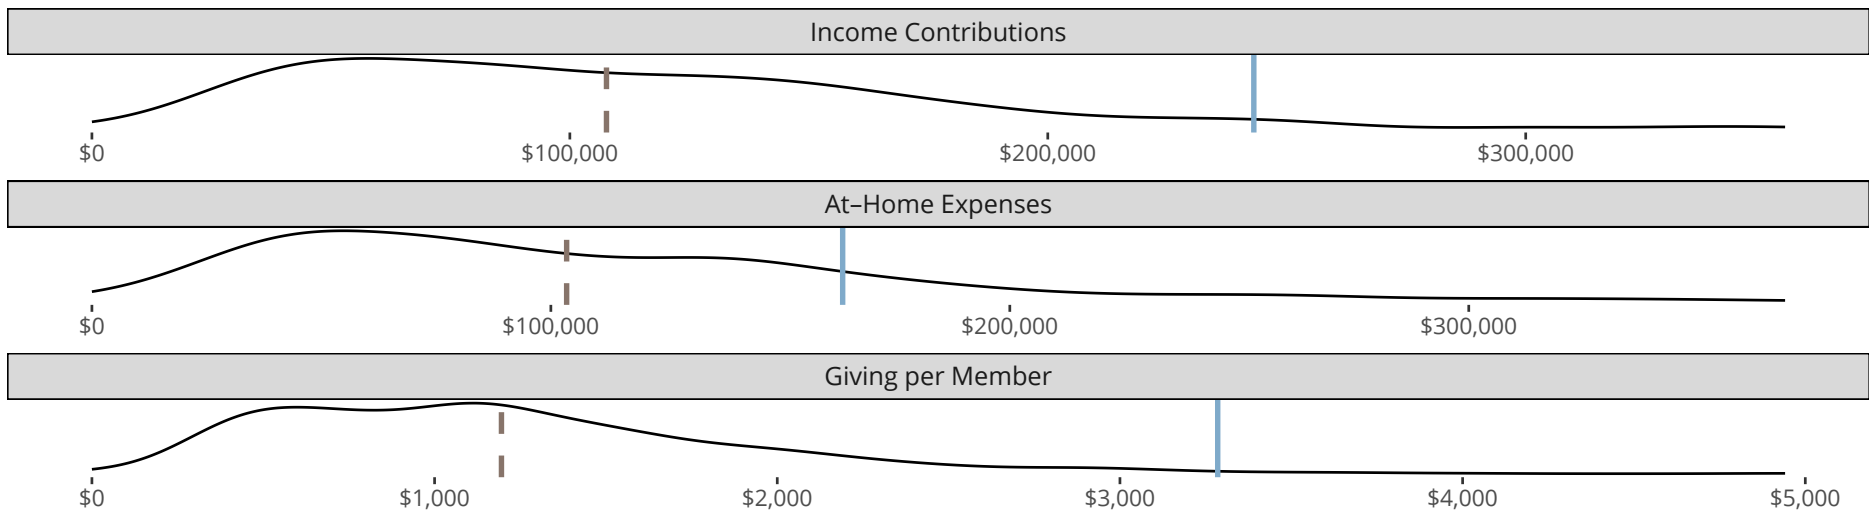 Income Contributions
$0 $100,000 $200,000 $300,000
At–Home Expenses
$0 $100,000 $200,000 $300,000
Giving per Member
$0 $1,000 $2,000 $3,000 $4,000 $5,000